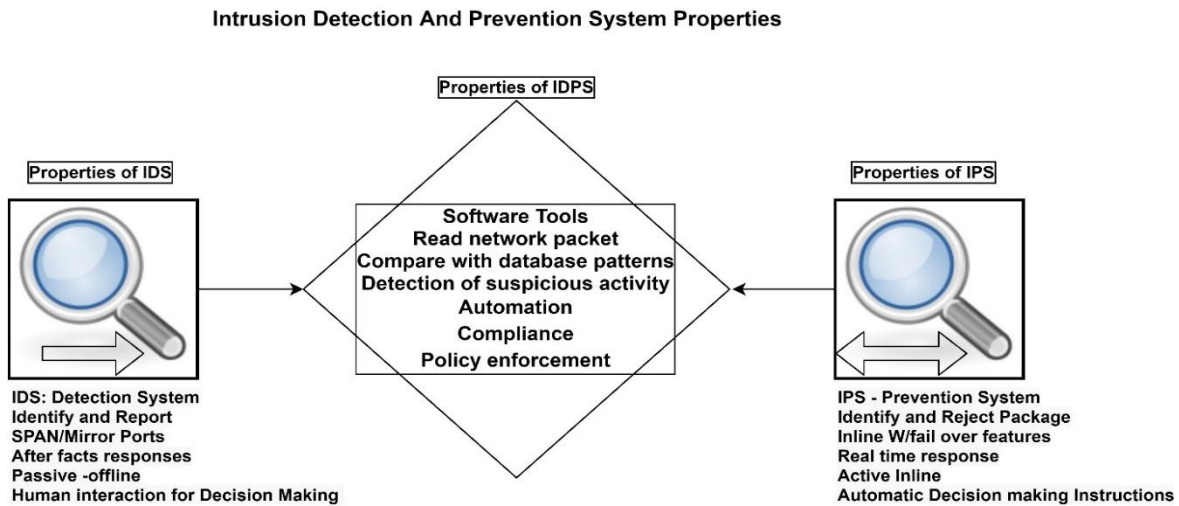 Intrusion Detection And Prevention System Properties
Properties of IDPS
Properties of IDS
Properties of IPS
Software Tools
Read network packet
Compare with database patterns
Detection of suspicious activity
Automation
Compliance
Policy enforcement
IDS: Detection System
Identify and Report
SPAN/Mirror Ports
After facts responses
Passive -offline
Human interaction for Decision Making
IPS - Prevention System
Identify and Reject Package
Inline W/fail over features
Real time response
Active Inline
Automatic Decision making Instructions